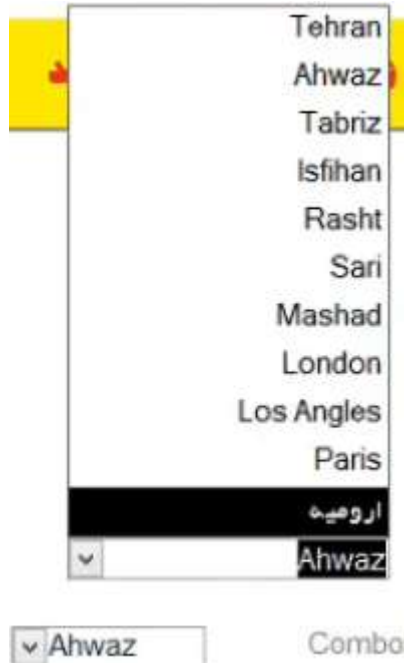 Tehran
Ahwaz
Tabriz
Isfihan
Rasht
Sari
Mashad
London
Los Angles
Paris
ارومیه
Ahwaz
Ahwaz Combo